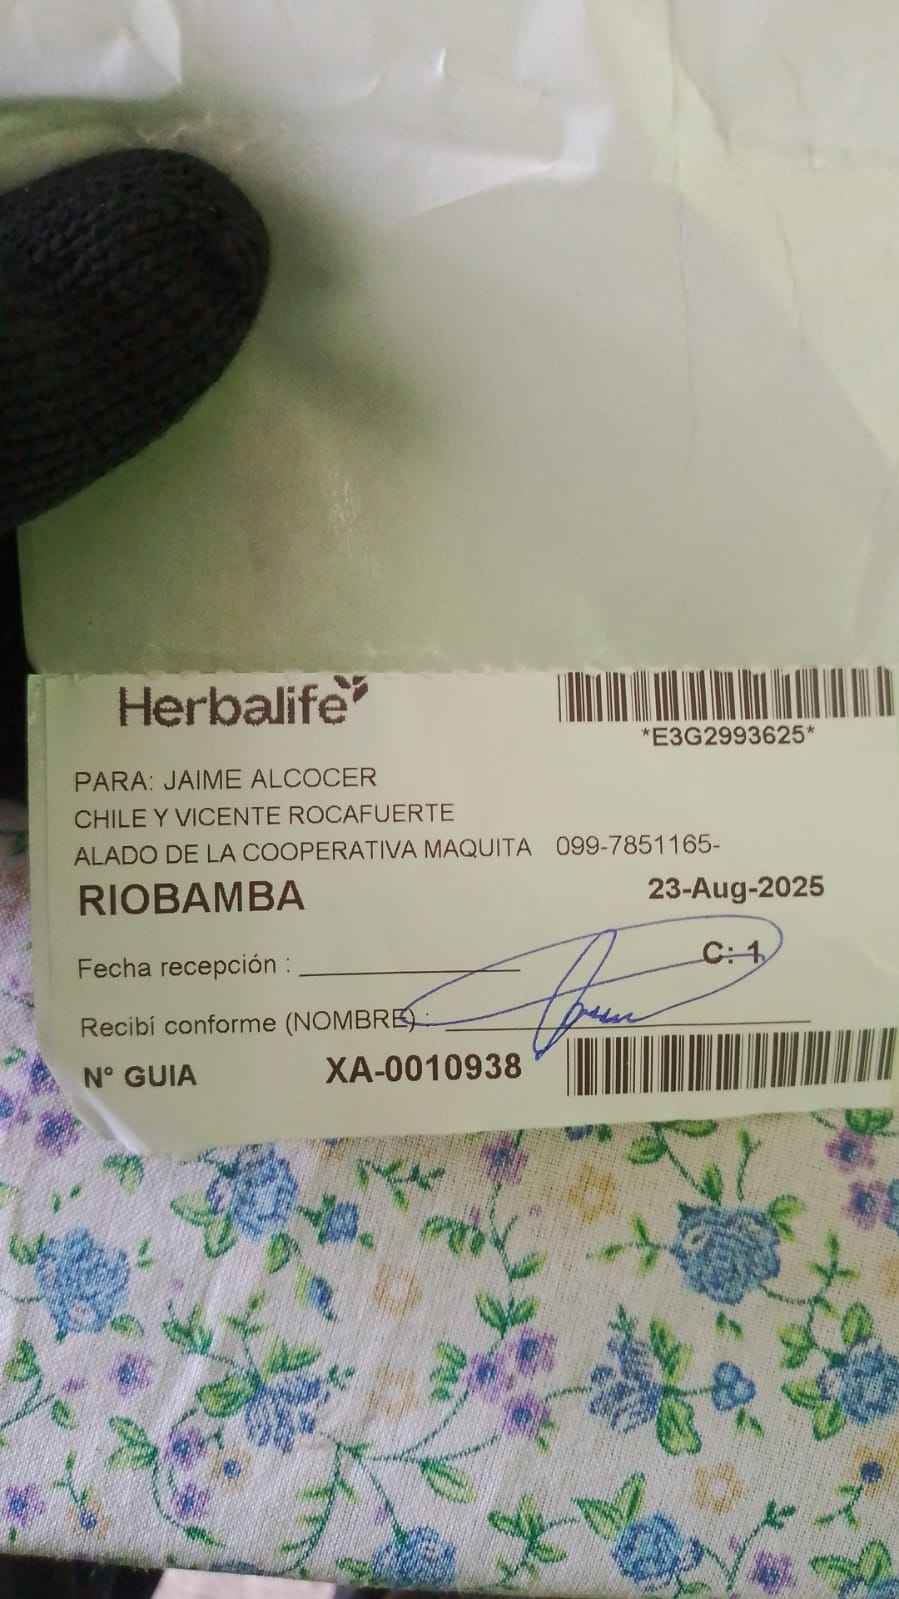 Herbalife
*E3G2993625*
PARA: JAIME ALCOCER
CHILE Y VICENTE ROCAFUERTE
ALADO DE LA COOPERATIVA MAQUITA 099-7851165-
RIOBAMBA 23-Aug-2025
C: 1
Fecha recepción :
Recibí conforme (NOMBRE) :
N° GUIA XA-0010938